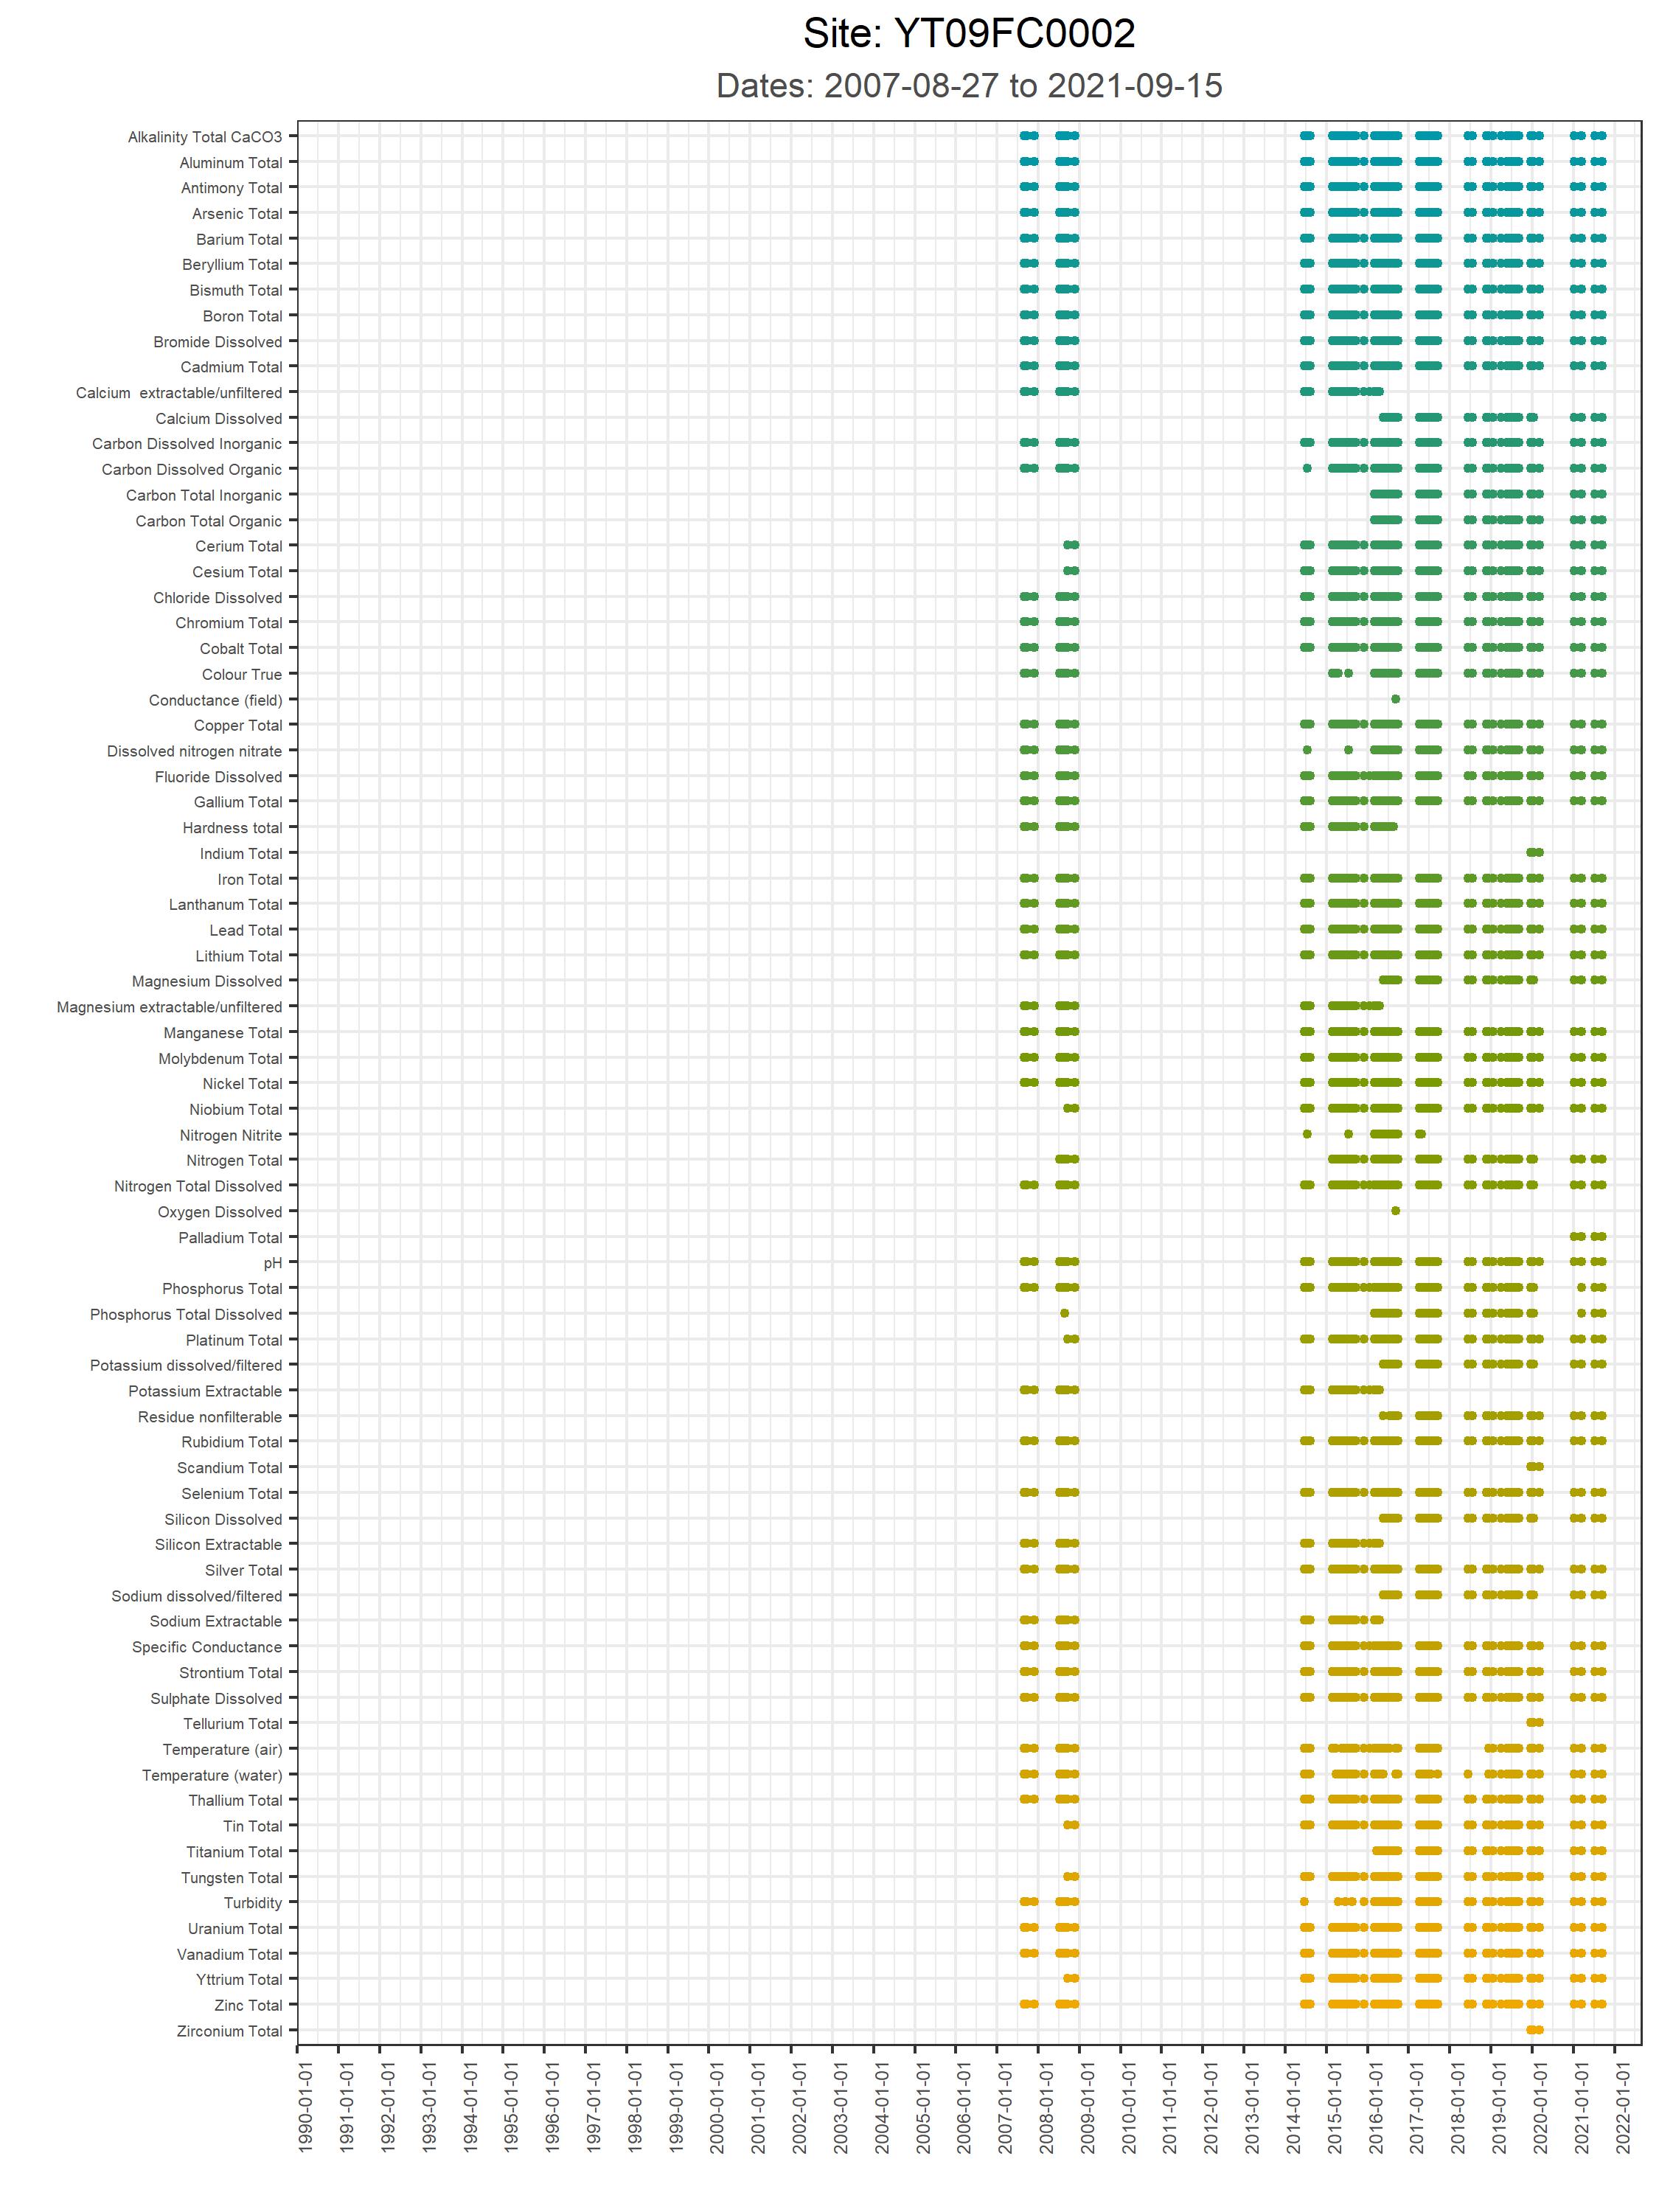 Site: YT09FC0002
Dates: 2007-08-27 to 2021-09-15
Alkalinity Total CaCO3
Aluminum Total
Antimony Total
Arsenic Total
Barium Total
Beryllium Total
Bismuth Total
Boron Total
Bromide Dissolved
Cadmium Total
Calcium  extractable/unfiltered
Calcium Dissolved
Carbon Dissolved Inorganic
Carbon Dissolved Organic
Carbon Total Inorganic
Carbon Total Organic
Cerium Total
Cesium Total
Chloride Dissolved
Chromium Total
Cobalt Total
Colour True
Conductance (field)
Copper Total
Dissolved nitrogen nitrate
Fluoride Dissolved
Gallium Total
Hardness total
Indium Total
Iron Total
Lanthanum Total
Lead Total
Lithium Total
Magnesium Dissolved
Magnesium extractable/unfiltered
Manganese Total
Molybdenum Total
Nickel Total
Niobium Total
Nitrogen Nitrite
Nitrogen Total
Nitrogen Total Dissolved
Oxygen Dissolved
Palladium Total
pH
Phosphorus Total
Phosphorus Total Dissolved
Platinum Total
Potassium dissolved/filtered
Potassium Extractable
Residue nonfilterable
Rubidium Total
Scandium Total
Selenium Total
Silicon Dissolved
Silicon Extractable
Silver Total
Sodium dissolved/filtered
Sodium Extractable
Specific Conductance
Strontium Total
Sulphate Dissolved
Tellurium Total
Temperature (air)
Temperature (water)
Thallium Total
Tin Total
Titanium Total
Tungsten Total
Turbidity
Uranium Total
Vanadium Total
Yttrium Total
Zinc Total
Zirconium Total
1990-01-01
1991-01-01
1992-01-01
1993-01-01
1994-01-01
1995-01-01
1996-01-01
1997-01-01
1998-01-01
1999-01-01
2000-01-01
2001-01-01
2002-01-01
2003-01-01
2004-01-01
2005-01-01
2006-01-01
2007-01-01
2008-01-01
2009-01-01
2010-01-01
2011-01-01
2012-01-01
2013-01-01
2014-01-01
2015-01-01
2016-01-01
2017-01-01
2018-01-01
2019-01-01
2020-01-01
2021-01-01
2022-01-01